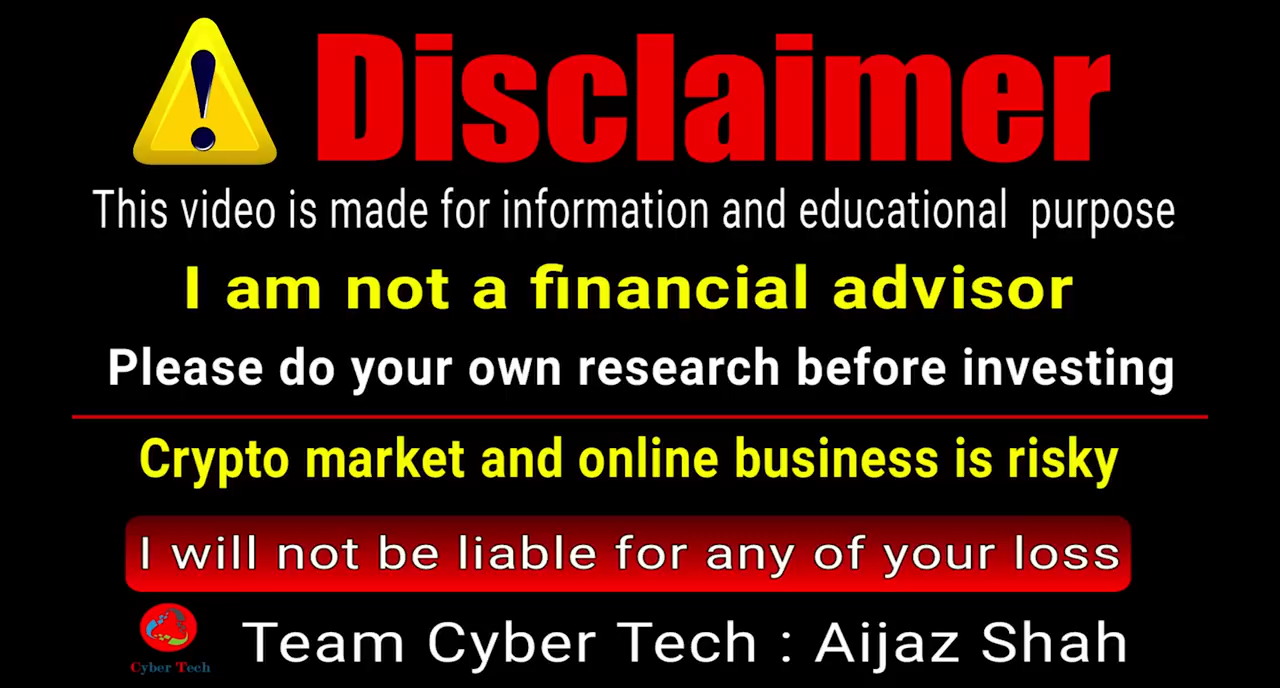 Disclaimer
This video is made for information and educational purpose
I am not a financial advisor
Please do your own research before investing
Crypto market and online business is risky
I will not be liable for any of your loss
Team Cyber Tech : Aijaz Shah
Cyber Tech